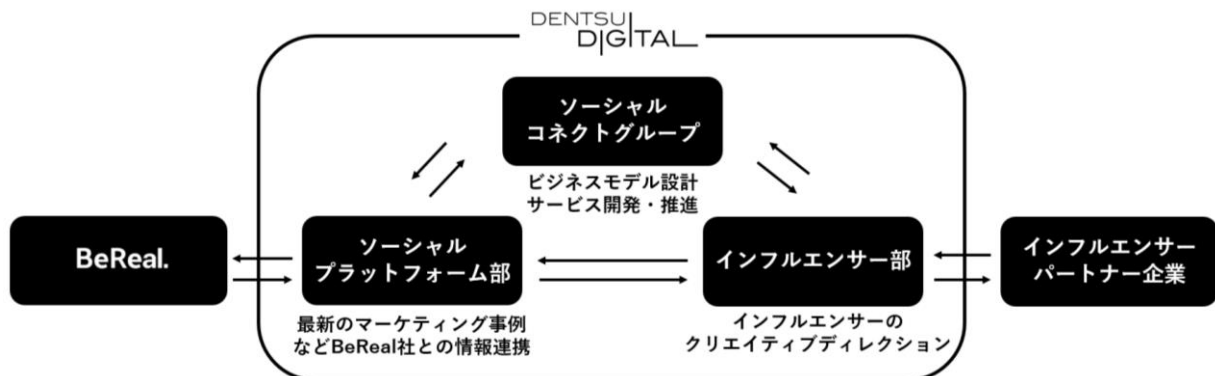 DENTSU
DIGITAL
ソーシャル
コネクトグループ
ビジネスモデル設計
サービス開発・推進
BeReal.
ソーシャル
プラットフォーム部
最新のマーケティング事例
などBeReal社との情報連携
インフルエンサー部
インフルエンサーの
クリエイティブディレクション
インフルエンサー
パートナー企業